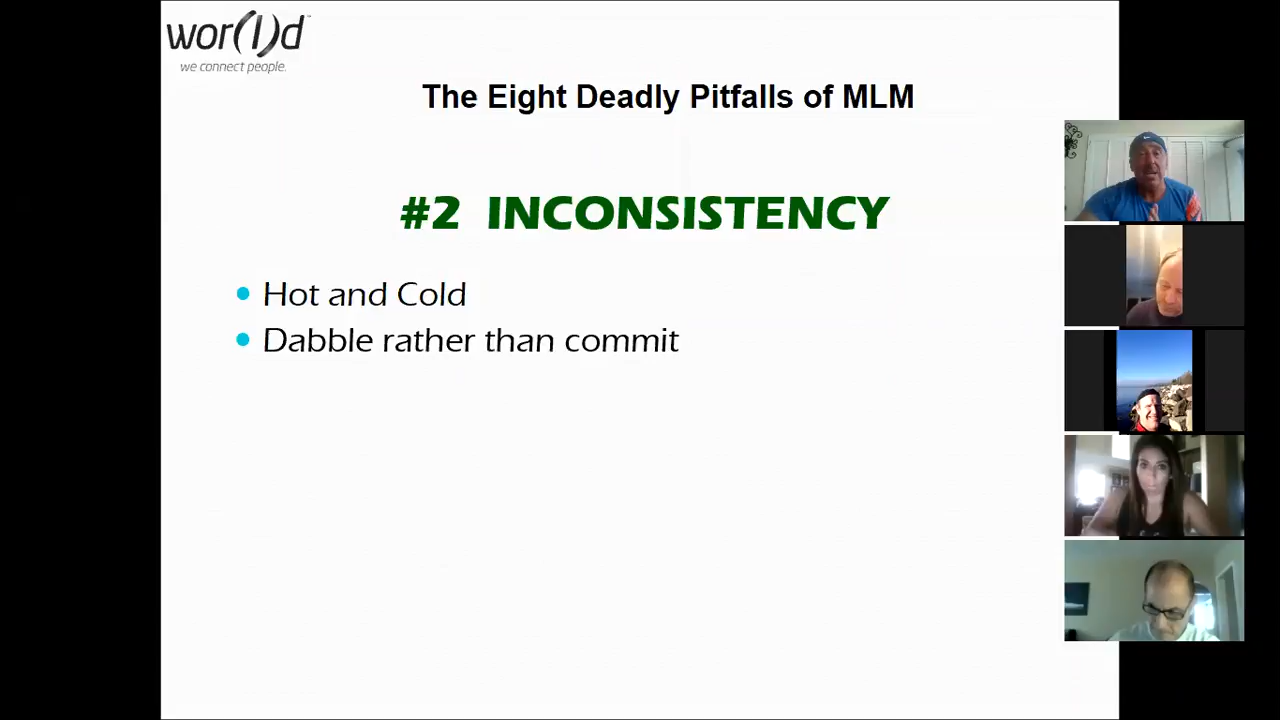 wor(l)d
we connect people.
The Eight Deadly Pitfalls of MLM
#2 INCONSISTENCY
Hot and Cold
Dabble rather than commit